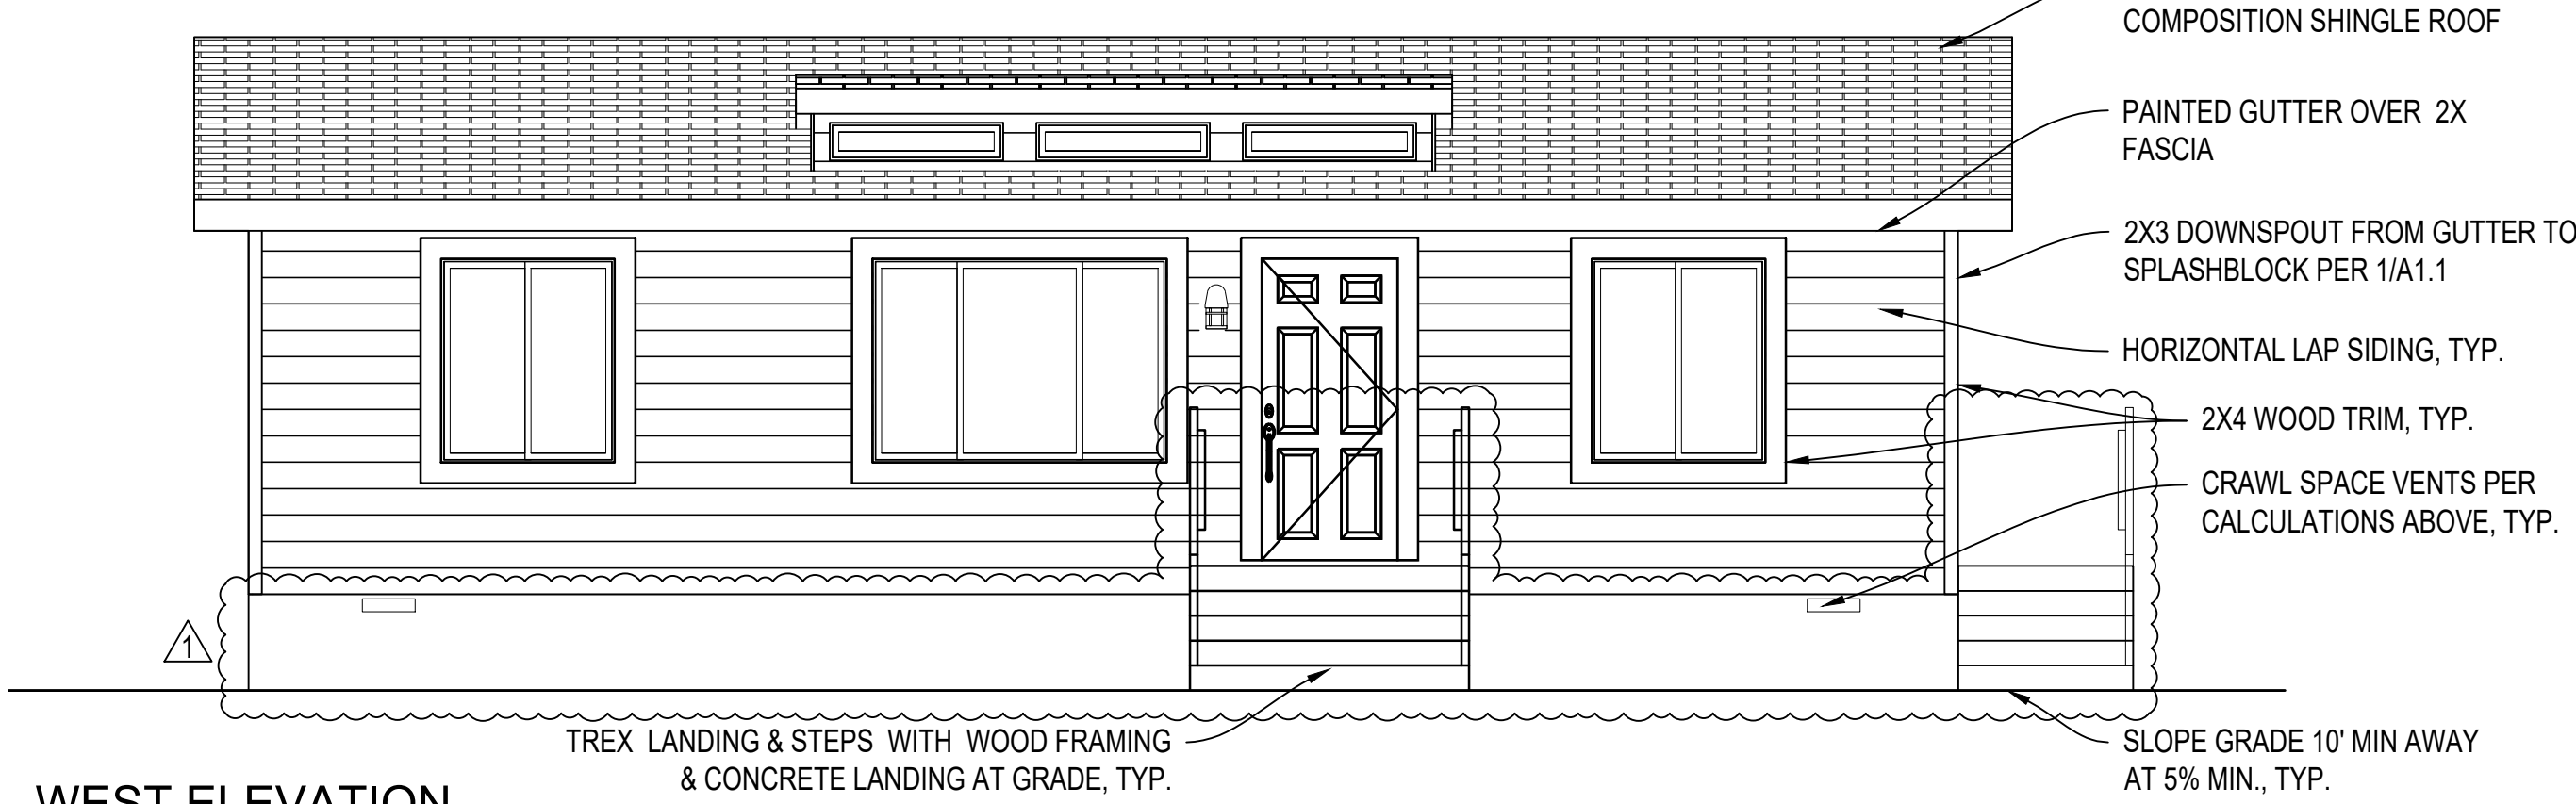 COMPOSITION SHINGLE ROOF
PAINTED GUTTER OVER 2X
FASCIA
2X3 DOWNSPOUT FROM GUTTER TO
SPLASHBLOCK PER 1/A1.1
HORIZONTAL LAP SIDING, TYP.
2X4 WOOD TRIM, TYP.
CRAWL SPACE VENTS PER
CALCULATIONS ABOVE, TYP.
1
TREX LANDING & STEPS WITH WOOD FRAMING
& CONCRETE LANDING AT GRADE, TYP.
SLOPE GRADE 10' MIN AWAY
AT 5% MIN., TYP.
WEST ELEVATION